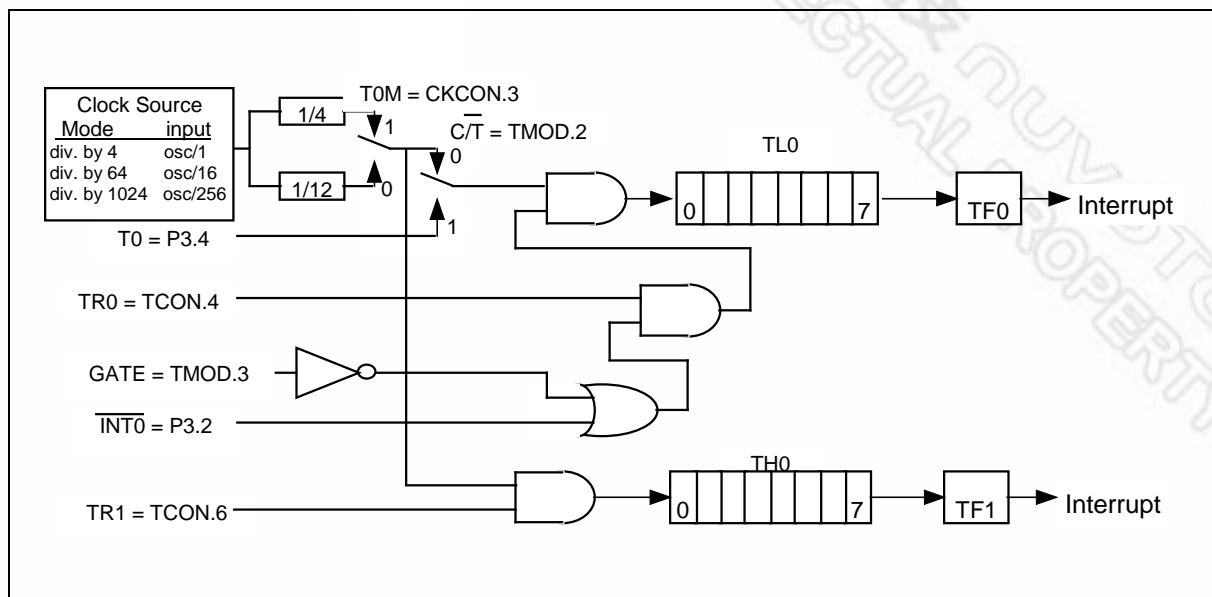 Clock Source
Mode input
div. by 4 osc/1
div. by 64 osc/16
div. by 1024 osc/256
1/4
1/12
T0M = CKCON.3
1
0
C/T = TMOD.2
0
1
T0 = P3.4
TL0
0 7
TF0
Interrupt
TR0 = TCON.4
GATE = TMOD.3
INT0 = P3.2
TR1 = TCON.6
TH0
0 7
TF1
Interrupt
NUVOTON
ECTUAL PROPERTY